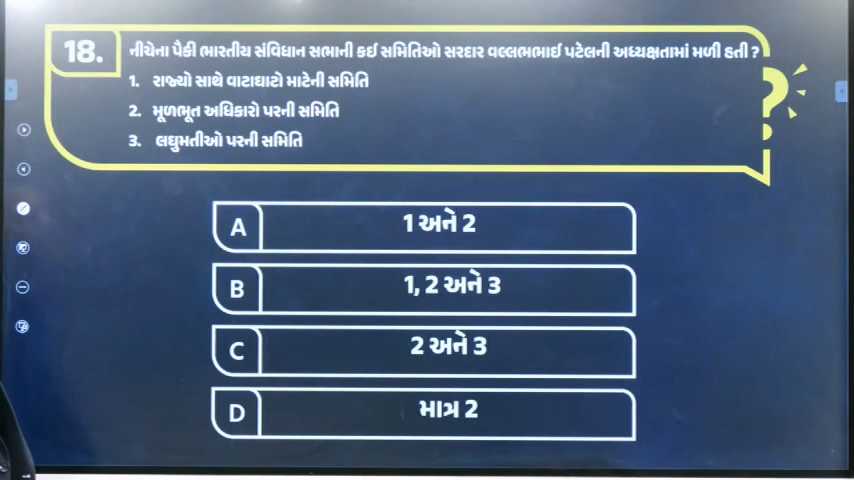 18. નીચેના પૈકી ભારતીય સંવિધાન સભાની કઈ સમિતિઓ સરદાર વલ્લભભાઈ પટેલની અધ્યક્ષતામાં મળી હતી ?
1. રાજ્યો સાથે વાટાઘાટો માટેની સમિતિ
2. મૂળભૂત અધિકારો પરની સમિતિ
3. લઘુમતીઓ પરની સમિતિ
A 1 અને 2
B 1, 2 અને 3
C 2 અને 3
D માત્ર 2